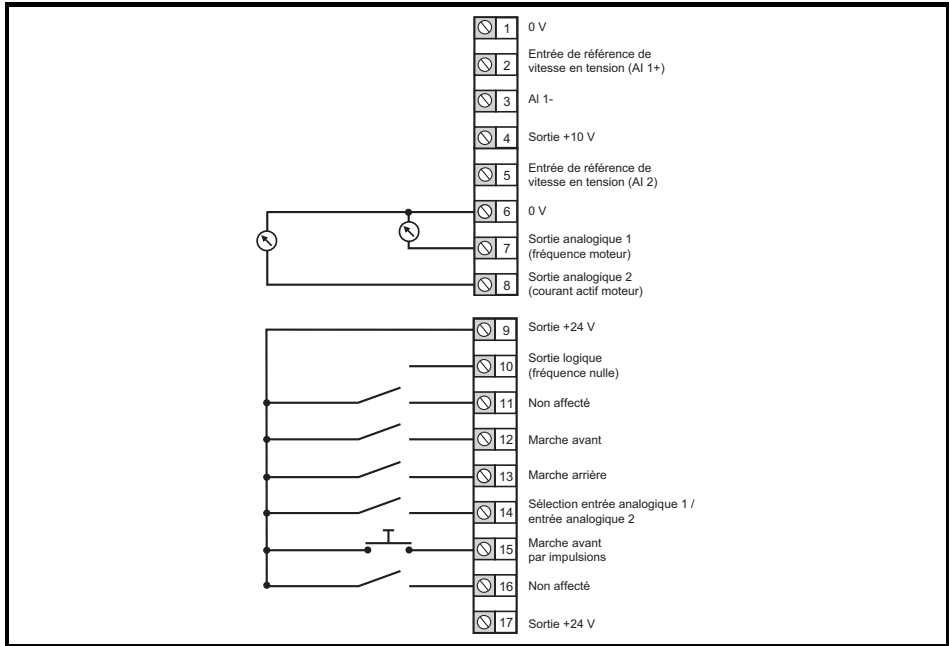 1 0 V
2 Entrée de référence de
vitesse en tension (AI 1+)
3 AI 1-
4 Sortie +10 V
5 Entrée de référence de
vitesse en tension (AI 2)
6 0 V
7 Sortie analogique 1
(fréquence moteur)
8 Sortie analogique 2
(courant actif moteur)
9 Sortie +24 V
10 Sortie logique
(fréquence nulle)
11 Non affecté
12 Marche avant
13 Marche arrière
14 Sélection entrée analogique 1 /
entrée analogique 2
15 Marche avant
par impulsions
16 Non affecté
17 Sortie +24 V